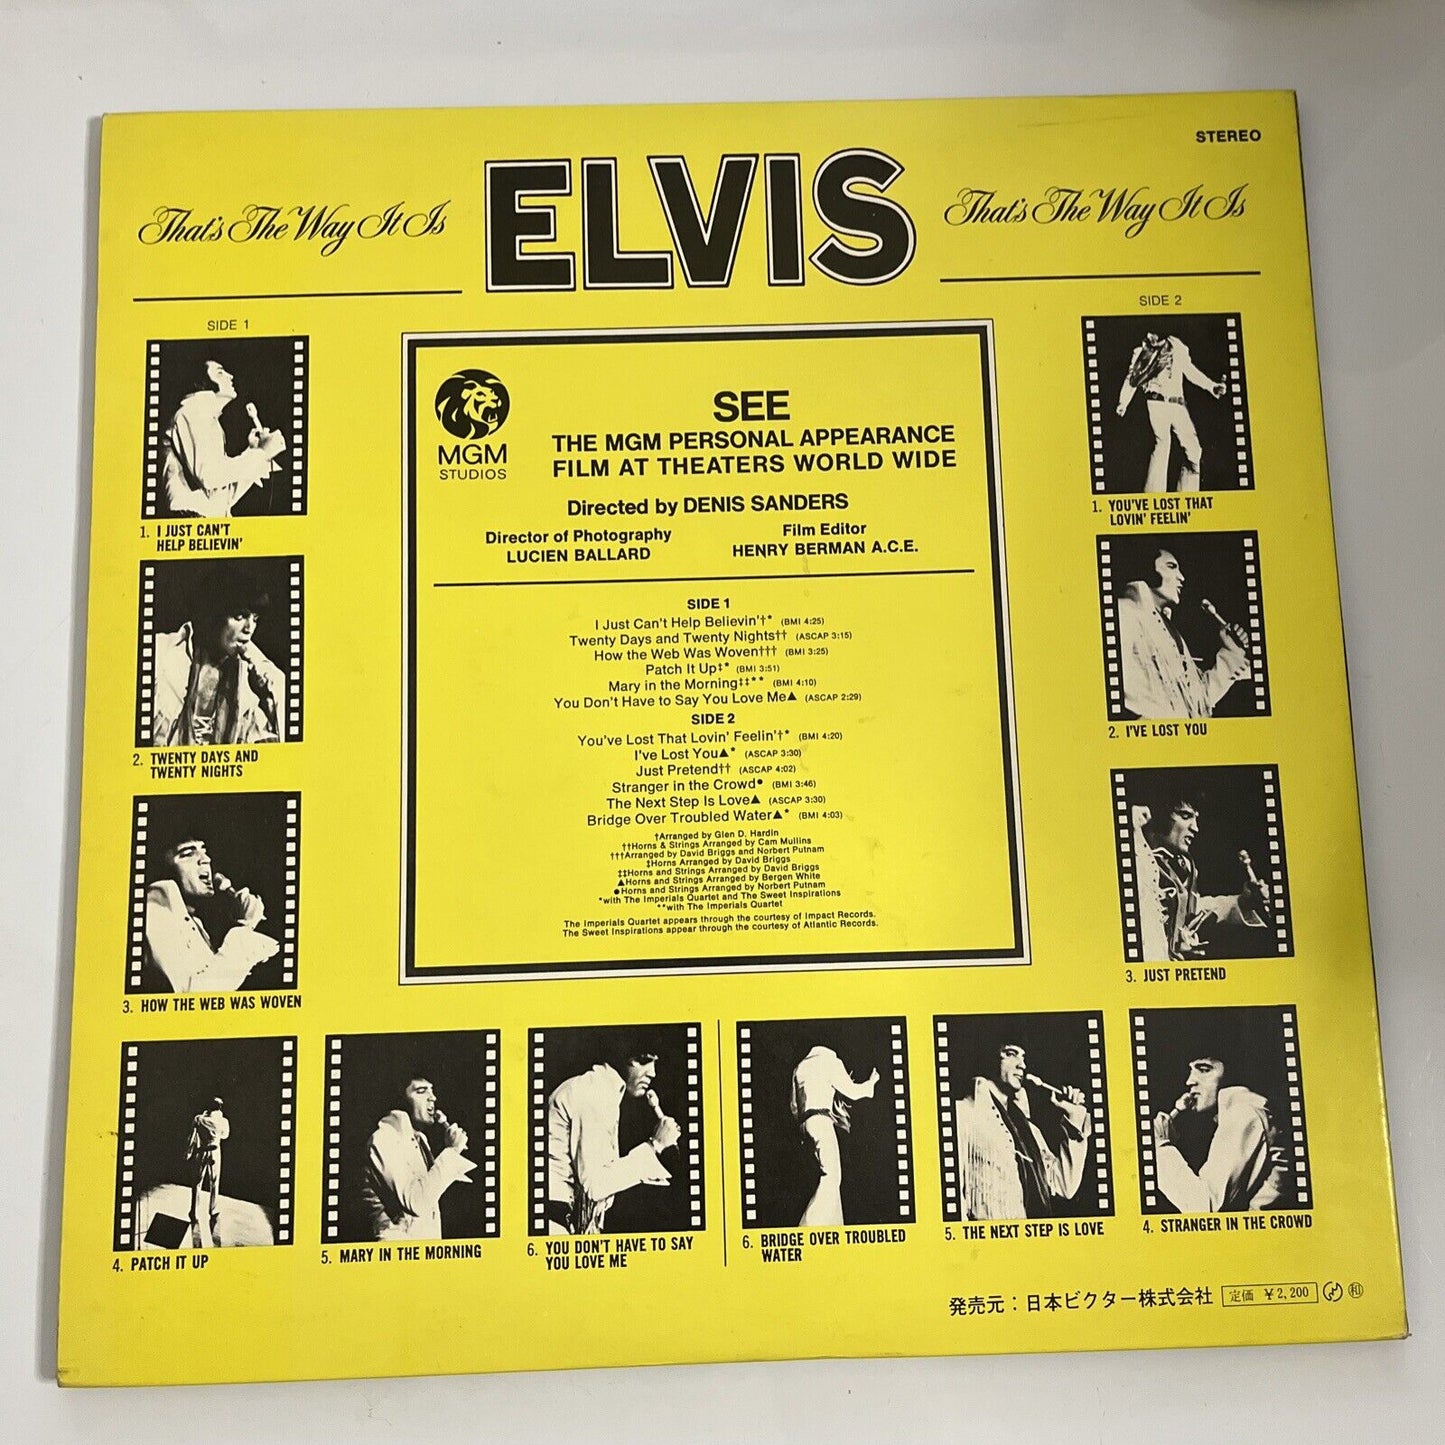 STEREO
That's The Way It Is
ELVIS
That's The Way It Is
SIDE 1
1. I JUST CAN'T
HELP BELIEVIN'
2. TWENTY DAYS AND
TWENTY NIGHTS
3. HOW THE WEB WAS WOVEN
MGM
STUDIOS
SEE
THE MGM PERSONAL APPEARANCE
FILM AT THEATERS WORLD WIDE
Directed by DENIS SANDERS
Director of Photography
LUCIEN BALLARD
Film Editor
HENRY BERMAN A.C.E.
SIDE 1
I Just Can't Help Believin'†* (BMI 4:25)
Twenty Days and Twenty Nights†† (ASCAP 3:15)
How the Web Was Woven††† (BMI 3:25)
Patch It Up‡* (BMI 3:51)
Mary in the Morning‡‡** (BMI 4:10)
You Don't Have to Say You Love Me▲ (ASCAP 2:29)
SIDE 2
You've Lost That Lovin' Feelin'†* (BMI 4:20)
I've Lost You▲* (ASCAP 3:30)
Just Pretend†† (ASCAP 4:02)
Stranger in the Crowd● (BMI 3:46)
The Next Step Is Love▲ (ASCAP 3:30)
Bridge Over Troubled Water▲* (BMI 4:03)
†Arranged by Glen D. Hardin
††Horns & Strings Arranged by Cam Mullins
†††Arranged by David Briggs and Norbert Putnam
‡Horns Arranged by David Briggs
‡‡Horns and Strings Arranged by David Briggs
▲Horns and Strings Arranged by Bergen White
●Horns and Strings Arranged by Norbert Putnam
*with The Imperials Quartet and The Sweet Inspirations
**with The Imperials Quartet
The Imperials Quartet appears through the courtesy of Impact Records.
The Sweet Inspirations appear through the courtesy of Atlantic Records.
SIDE 2
1. YOU'VE LOST THAT
LOVIN' FEELIN'
2. I'VE LOST YOU
3. JUST PRETEND
4. PATCH IT UP
5. MARY IN THE MORNING
6. YOU DON'T HAVE TO SAY
YOU LOVE ME
6. BRIDGE OVER TROUBLED
WATER
5. THE NEXT STEP IS LOVE
4. STRANGER IN THE CROWD
発売元：日本ビクター株式会社 定価 ¥2,200 ㊒